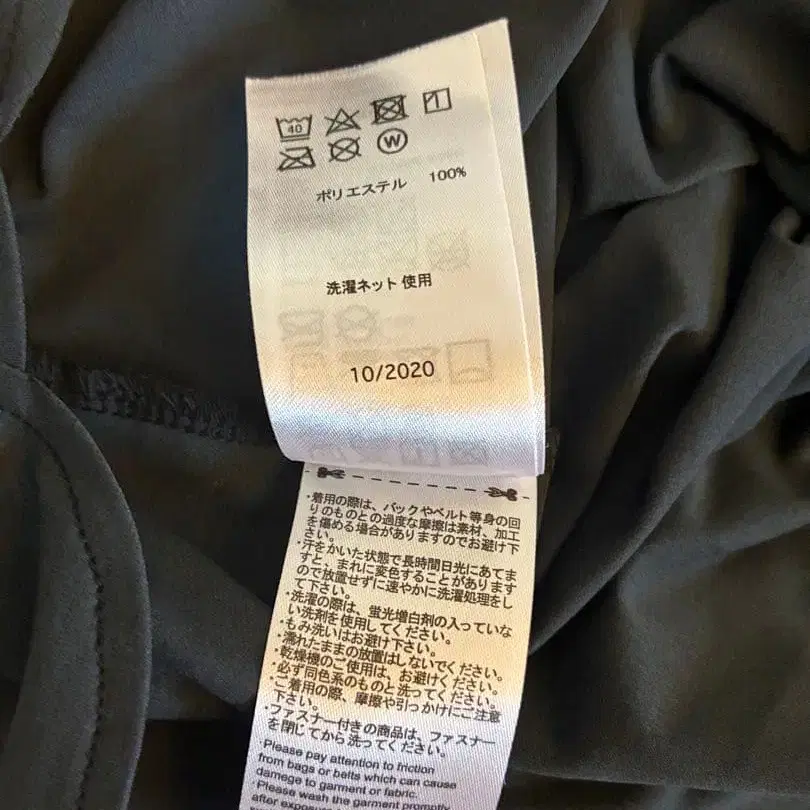 40
W
ポリエステル 100%
洗濯ネット 使用
10/2020
・着用の際は、バックやベルト等身の回
りのものとの過度な摩擦は素材、加工
を傷める場合がありますのでお避け下
さい。
・汗をかいた状態で長時間日光にあてま
すと、まれに変色することがあります
ので放置せずに速やかに洗濯処理をし
て下さい。
・洗濯の際は、蛍光増白剤の入っていな
い洗剤を使用してください。
・もみ洗いはお避け下さい。
・濡れたままの放置はしないでください。
・乾燥機のご使用は、お避けください。
・必ず同色系のものと洗ってください。
・ご着用の際、摩擦や引っかけにご注意
下さい。
・ファスナー付きの商品は、ファスナー
を閉じてから洗ってください。
・Please pay attention to friction
from bags or belts which can cause
damage to garment or fabric.
・Please wash the garment promptly
after